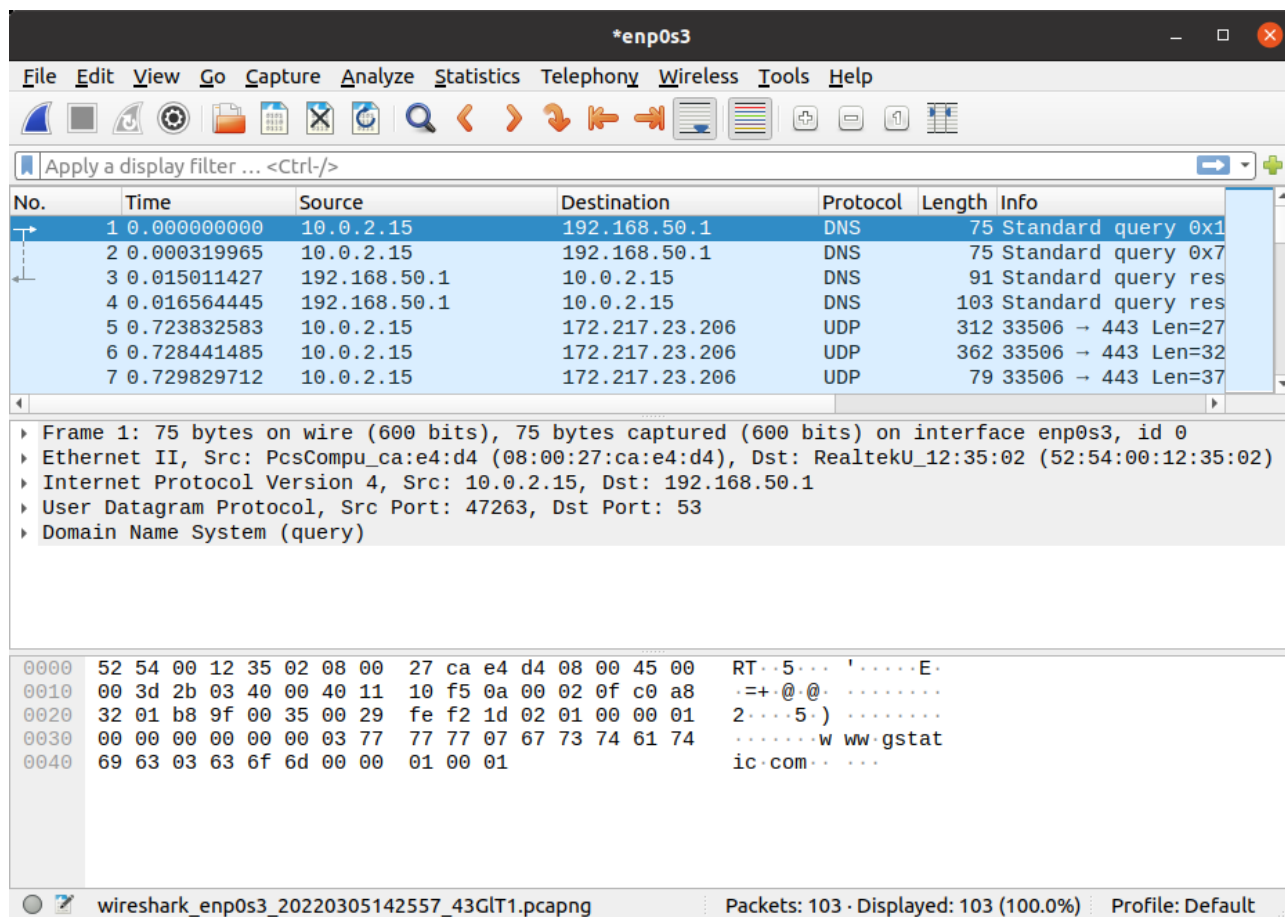 *enp0s3
File Edit View Go Capture Analyze Statistics Telephony Wireless Tools Help
Apply a display filter … <Ctrl-/>
No. Time Source Destination Protocol Length Info
1 0.000000000 10.0.2.15 192.168.50.1 DNS 75 Standard query 0x1
2 0.000319965 10.0.2.15 192.168.50.1 DNS 75 Standard query 0x7
3 0.015011427 192.168.50.1 10.0.2.15 DNS 91 Standard query res
4 0.016564445 192.168.50.1 10.0.2.15 DNS 103 Standard query res
5 0.723832583 10.0.2.15 172.217.23.206 UDP 312 33506 → 443 Len=27
6 0.728441485 10.0.2.15 172.217.23.206 UDP 362 33506 → 443 Len=32
7 0.729829712 10.0.2.15 172.217.23.206 UDP 79 33506 → 443 Len=37
Frame 1: 75 bytes on wire (600 bits), 75 bytes captured (600 bits) on interface enp0s3, id 0
Ethernet II, Src: PcsCompu_ca:e4:d4 (08:00:27:ca:e4:d4), Dst: RealtekU_12:35:02 (52:54:00:12:35:02)
Internet Protocol Version 4, Src: 10.0.2.15, Dst: 192.168.50.1
User Datagram Protocol, Src Port: 47263, Dst Port: 53
Domain Name System (query)
0000 52 54 00 12 35 02 08 00 27 ca e4 d4 08 00 45 00 RT··5··· '·····E·
0010 00 3d 2b 03 40 00 40 11 10 f5 0a 00 02 0f c0 a8 ·=+·@·@· ········
0020 32 01 b8 9f 00 35 00 29 fe f2 1d 02 01 00 00 01 2····5·) ········
0030 00 00 00 00 00 00 03 77 77 77 07 67 73 74 61 74 ·······w ww·gstat
0040 69 63 03 63 6f 6d 00 00 01 00 01 ic·com·· ···
wireshark_enp0s3_20220305142557_43GlT1.pcapng Packets: 103 · Displayed: 103 (100.0%) Profile: Default